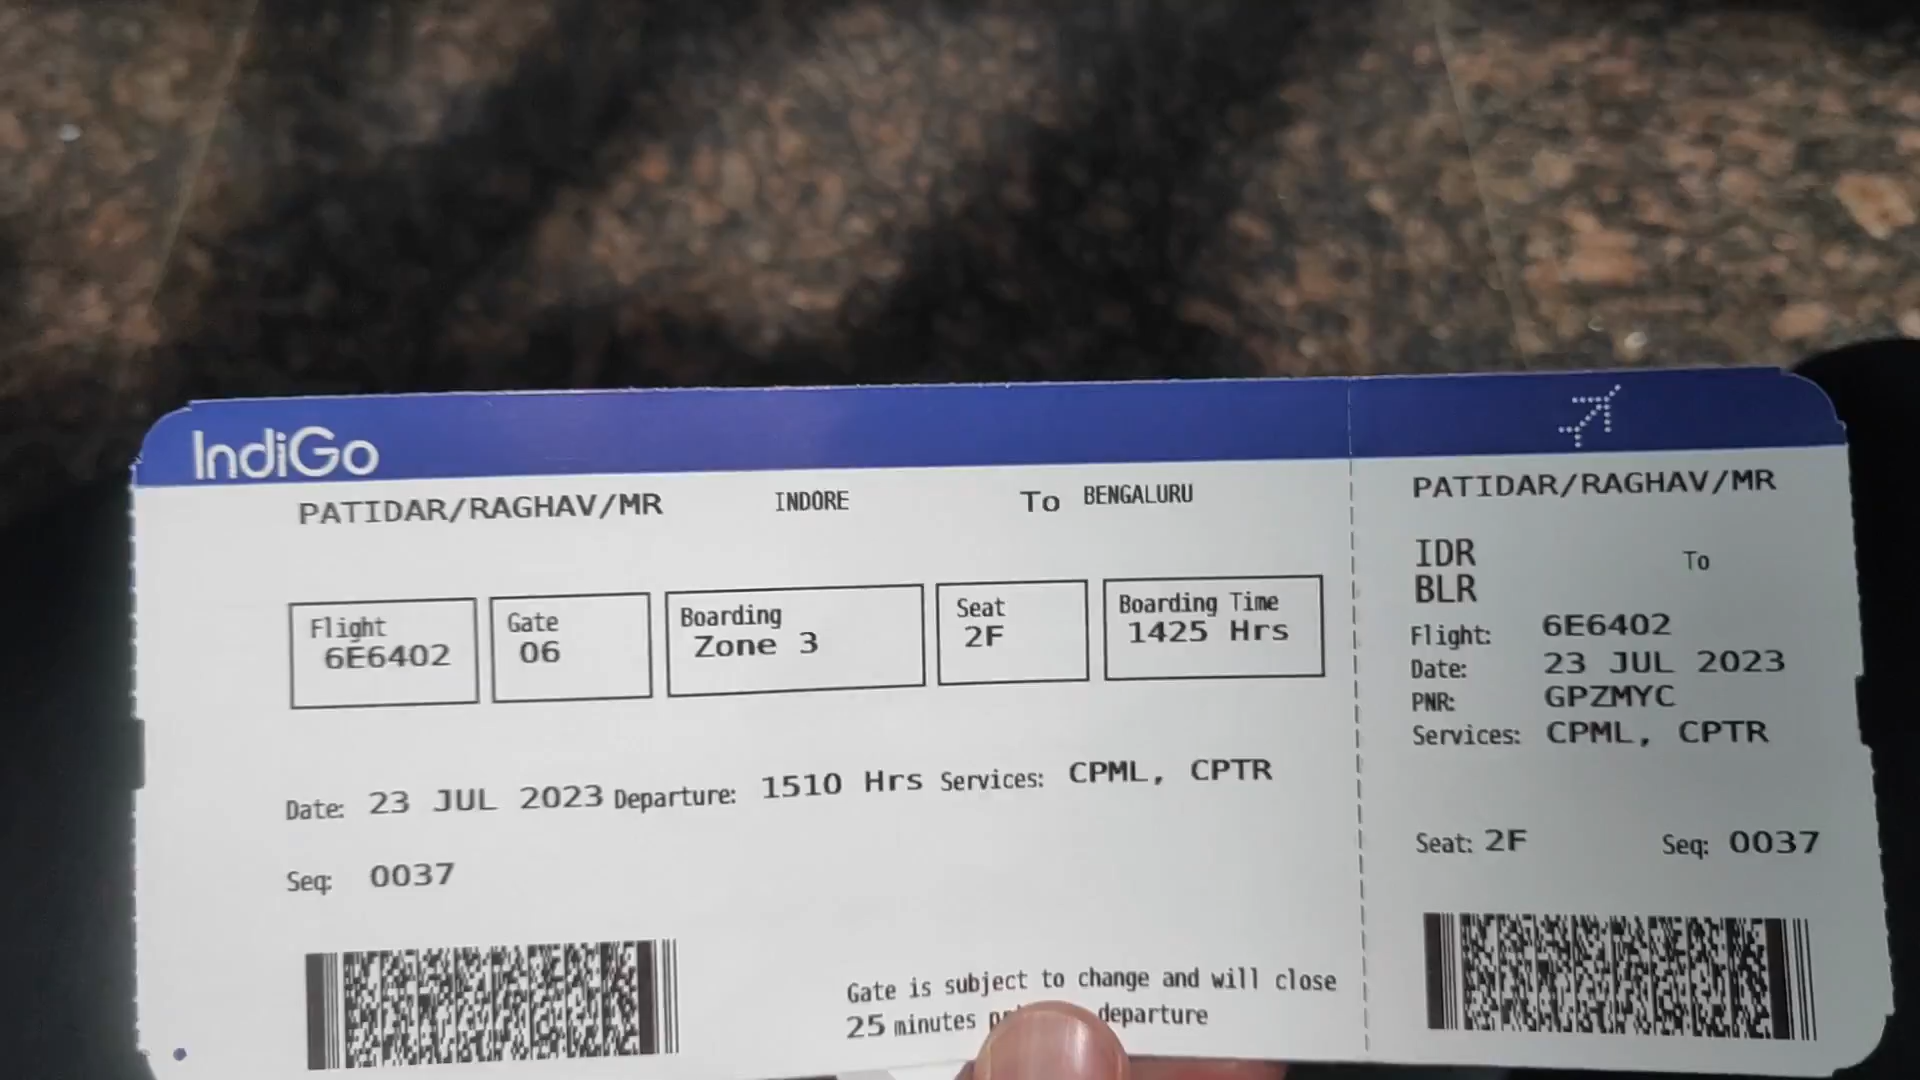 IndiGo
PATIDAR/RAGHAV/MR INDORE To BENGALURU
Flight Gate Boarding Seat Boarding Time
6E6402 06 Zone 3 2F 1425 Hrs
Date: 23 JUL 2023 Departure: 1510 Hrs Services: CPML, CPTR
Seq: 0037
Gate is subject to change and will close
25 minutes departure
PATIDAR/RAGHAV/MR
IDR To
BLR
Flight: 6E6402
Date: 23 JUL 2023
PNR: GPZMYC
Services: CPML, CPTR
Seat: 2F Seq: 0037